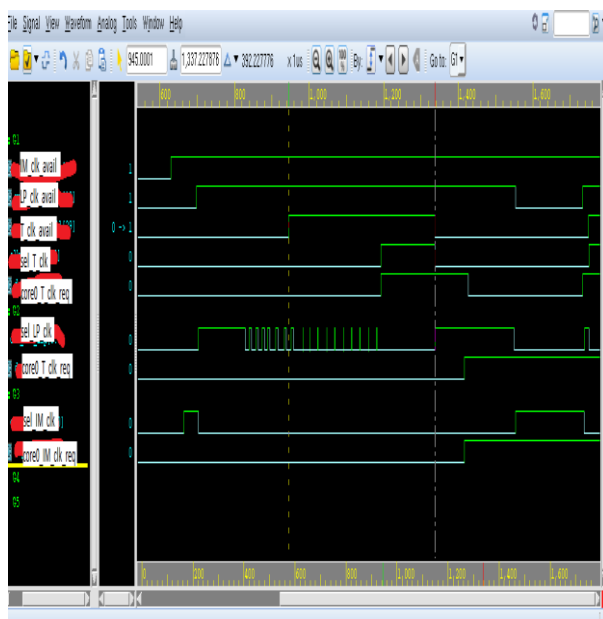 File Signal View Waveform Analog Tools Window Help
945.0001 1,337.227876 392.227776 x 1us By: Go to: G1
600 800 1,000 1,200 1,400 1,600
G1
IM_clk_avail 1
LP_clk_avail 1
T_clk_avail 0 -> 1
sel_T_clk 0
core0_T_clk_req 0
G2
sel_LP_clk 0
core0_T_clk_req 0
G3
sel_IM_clk 0
core0_IM_clk_req 0
G4
G5
0 200 400 600 800 1,000 1,200 1,400 1,600